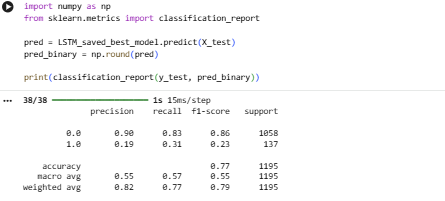 import numpy as np
from sklearn.metrics import classification_report
pred = LSTM_saved_best_model.predict(X_test)
pred_binary = np.round(pred)
print(classification_report(y_test, pred_binary))
38/38 ━━━━━━━━━━━━━━━━━━━━ 1s 15ms/step
precision recall f1-score support
0.0 0.90 0.83 0.86 1058
1.0 0.19 0.31 0.23 137
accuracy 0.77 1195
macro avg 0.55 0.57 0.55 1195
weighted avg 0.82 0.77 0.79 1195